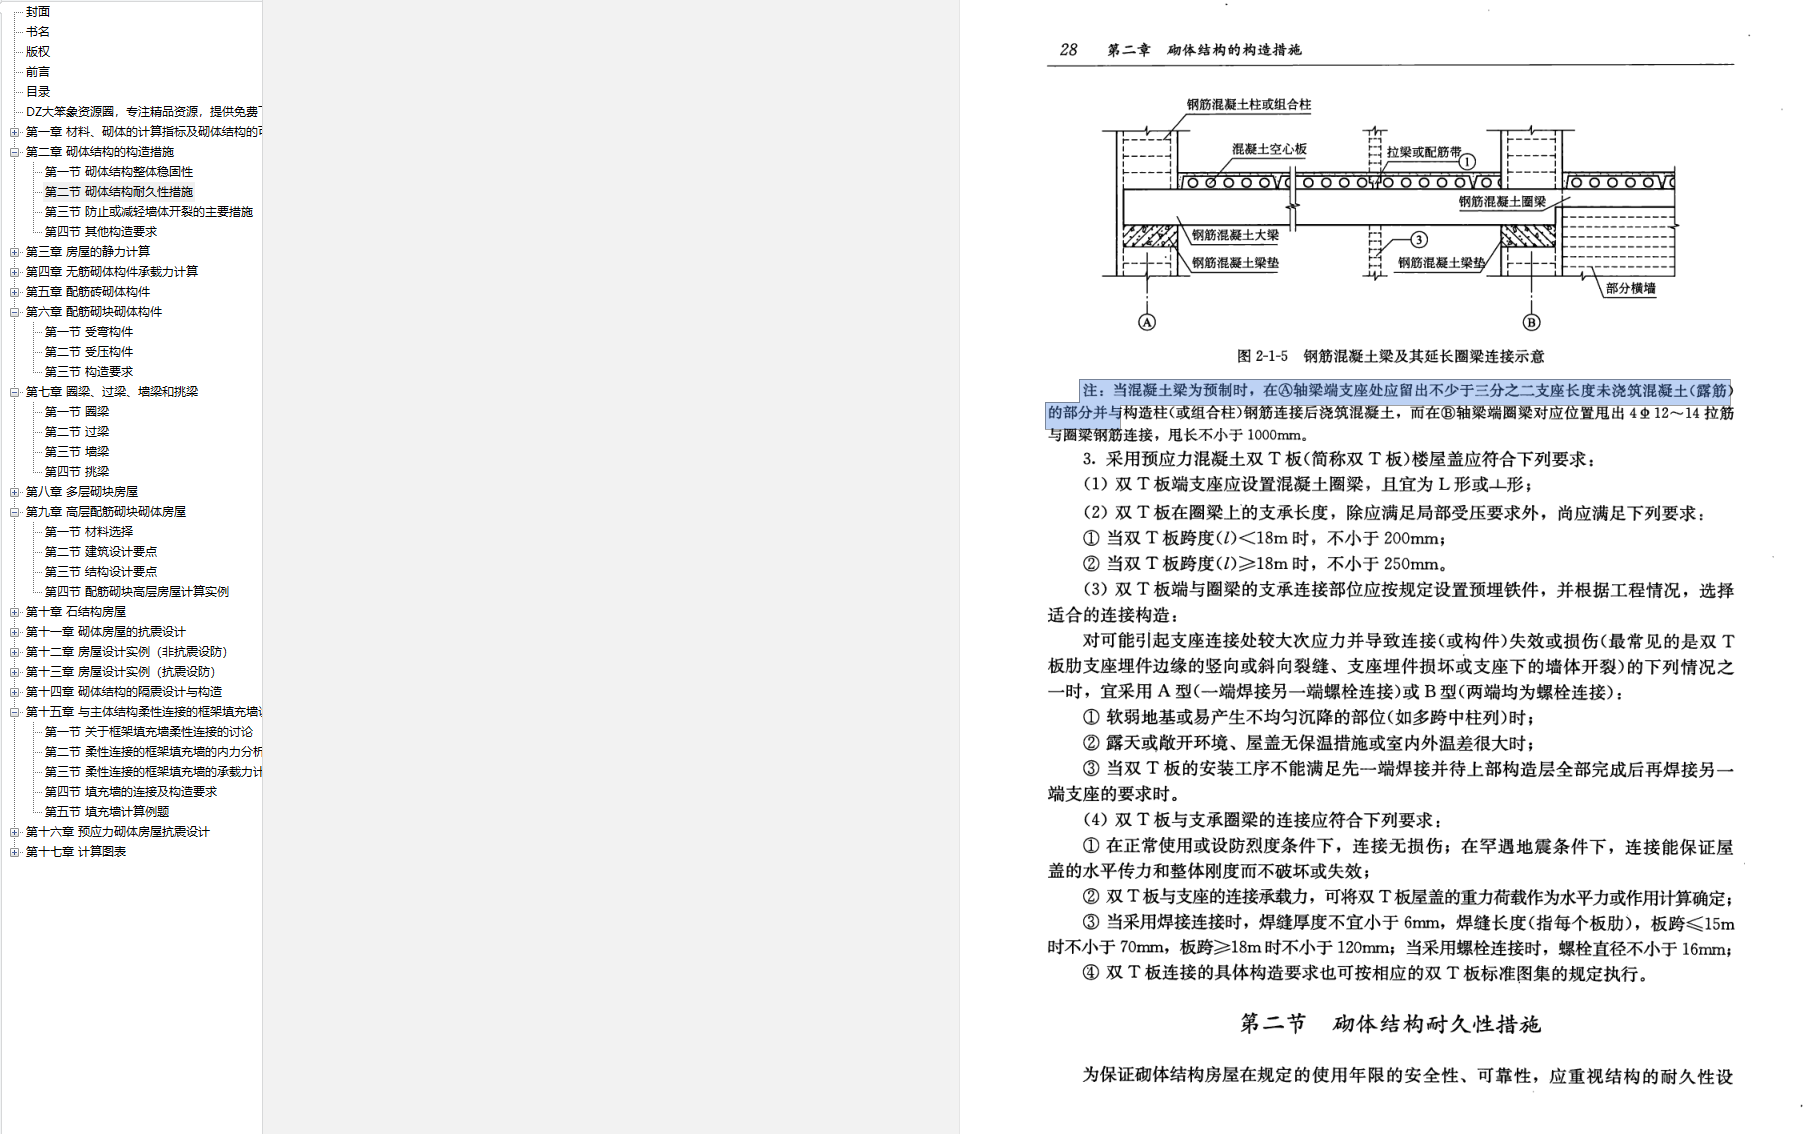 封面
书名
版权
前言
目录
DZ大笨象资源圈，专注精品资源，提供免费
第一章 材料、砌体的计算指标及砌体结构的
第二章 砌体结构的构造措施
第一节 砌体结构整体稳固性
第二节 砌体结构耐久性措施
第三节 防止或减轻墙体开裂的主要措施
第四节 其他构造要求
第三章 房屋的静力计算
第四章 无筋砌体构件承载力计算
第五章 配筋砖砌体构件
第六章 配筋砌块砌体构件
第一节 受弯构件
第二节 受压构件
第三节 构造要求
第七章 圈梁、过梁、墙梁和挑梁
第一节 圈梁
第二节 过梁
第三节 墙梁
第四节 挑梁
第八章 多层砌块房屋
第九章 高层配筋砌块砌体房屋
第一节 材料选择
第二节 建筑设计要点
第三节 结构设计要点
第四节 配筋砌块高层房屋计算实例
第十章 石结构房屋
第十一章 砌体房屋的抗震设计
第十二章 房屋设计实例（非抗震设防）
第十三章 房屋设计实例（抗震设防）
第十四章 砌体结构的隔震设计与构造
第十五章 与主体结构柔性连接的框架填充墙
第一节 关于框架填充墙柔性连接的讨论
第二节 柔性连接的框架填充墙的内力分析
第三节 柔性连接的框架填充墙的承载力计
第四节 填充墙的连接及构造要求
第五节 填充墙计算例题
第十六章 预应力砌体房屋抗震设计
第十七章 计算图表
28 第二章 砌体结构的构造措施
钢筋混凝土柱或组合柱
混凝土空心板
拉梁或配筋带
①
钢筋混凝土圈梁
钢筋混凝土大梁
③
钢筋混凝土梁垫
钢筋混凝土梁垫
部分横墙
Ⓐ
Ⓑ
图 2-1-5 钢筋混凝土梁及其延长圈梁连接示意
注：当混凝土梁为预制时，在Ⓐ轴梁端支座处应留出不少于三分之二支座长度未浇筑混凝土(露筋)
的部分并与构造柱(或组合柱)钢筋连接后浇筑混凝土，而在Ⓑ轴梁端圈梁对应位置甩出 4Φ12～14 拉筋
与圈梁钢筋连接，甩长不小于 1000mm。
3. 采用预应力混凝土双 T 板(简称双 T 板)楼屋盖应符合下列要求：
(1) 双 T 板端支座应设置混凝土圈梁，且宜为 L 形或⊥形；
(2) 双 T 板在圈梁上的支承长度，除应满足局部受压要求外，尚应满足下列要求：
① 当双 T 板跨度(l)＜18m 时，不小于 200mm；
② 当双 T 板跨度(l)≥18m 时，不小于 250mm。
(3) 双 T 板端与圈梁的支承连接部位应按规定设置预埋铁件，并根据工程情况，选择
适合的连接构造：
对可能引起支座连接处较大次应力并导致连接(或构件)失效或损伤(最常见的是双 T
板肋支座埋件边缘的竖向或斜向裂缝、支座埋件损坏或支座下的墙体开裂)的下列情况之
一时，宜采用 A 型(一端焊接另一端螺栓连接)或 B 型(两端均为螺栓连接)：
① 软弱地基或易产生不均匀沉降的部位(如多跨中柱列)时；
② 露天或敞开环境、屋盖无保温措施或室内外温差很大时；
③ 当双 T 板的安装工序不能满足先一端焊接并待上部构造层全部完成后再焊接另一
端支座的要求时。
(4) 双 T 板与支承圈梁的连接应符合下列要求：
① 在正常使用或设防烈度条件下，连接无损伤；在罕遇地震条件下，连接能保证屋
盖的水平传力和整体刚度而不破坏或失效；
② 双 T 板与支座的连接承载力，可将双 T 板屋盖的重力荷载作为水平力或作用计算确定；
③ 当采用焊接连接时，焊缝厚度不宜小于 6mm，焊缝长度(指每个板肋)，板跨≤15m
时不小于 70mm，板跨≥18m 时不小于 120mm；当采用螺栓连接时，螺栓直径不小于 16mm；
④ 双 T 板连接的具体构造要求也可按相应的双 T 板标准图集的规定执行。
第二节 砌体结构耐久性措施
为保证砌体结构房屋在规定的使用年限的安全性、可靠性，应重视结构的耐久性设